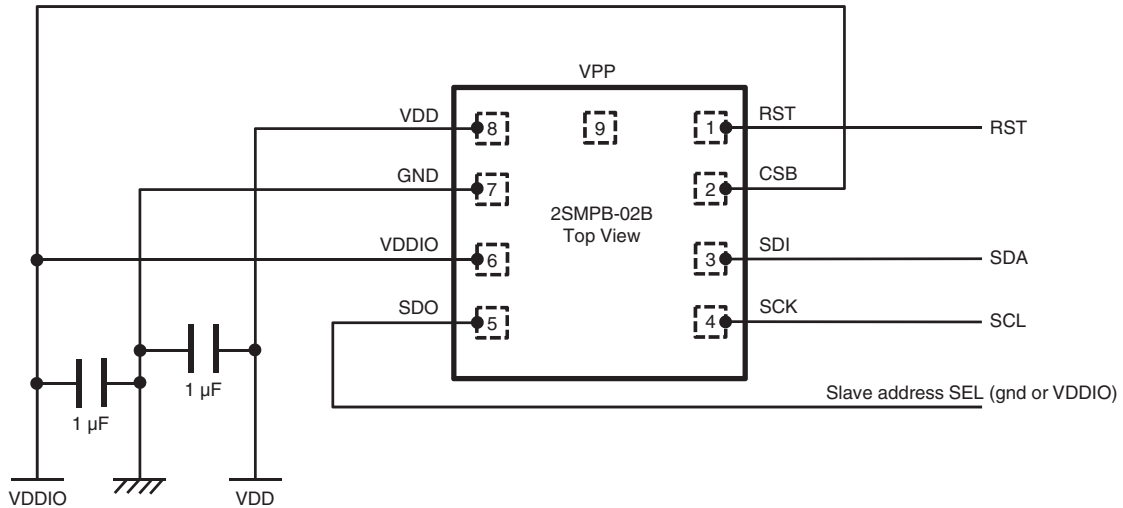 VPP
VDD
8
9
1
RST
RST
GND
7
2
CSB
2SMPB-02B
Top View
VDDIO
6
3
SDI
SDA
SDO
5
4
SCK
SCL
1 µF
1 µF
Slave address SEL (gnd or VDDIO)
VDDIO
VDD